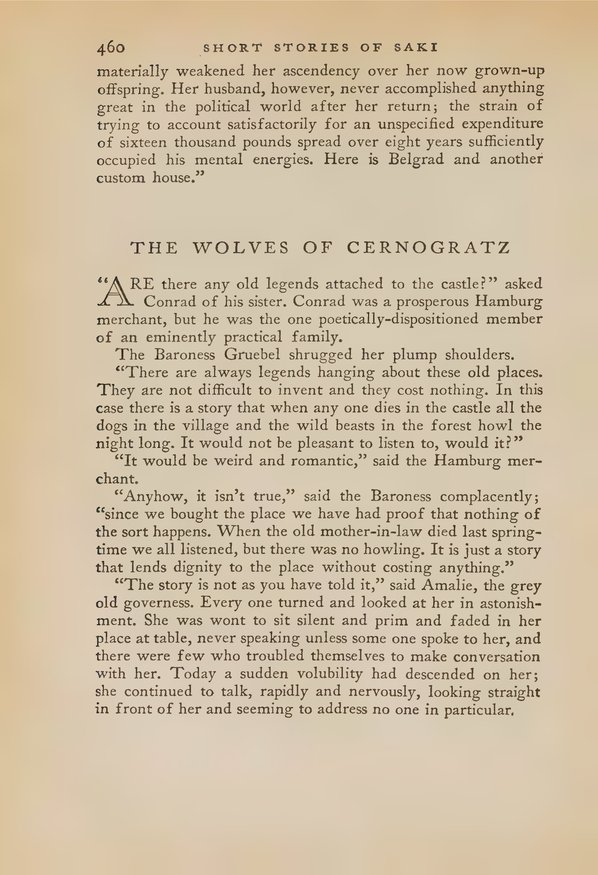 460 SHORT STORIES OF SAKI
materially weakened her ascendency over her now grown-up
offspring. Her husband, however, never accomplished anything
great in the political world after her return; the strain of
trying to account satisfactorily for an unspecified expenditure
of sixteen thousand pounds spread over eight years sufficiently
occupied his mental energies. Here is Belgrad and another
custom house.”
THE WOLVES OF CERNOGRATZ
“ARE there any old legends attached to the castle?” asked
Conrad of his sister. Conrad was a prosperous Hamburg
merchant, but he was the one poetically-dispositioned member
of an eminently practical family.
The Baroness Gruebel shrugged her plump shoulders.
“There are always legends hanging about these old places.
They are not difficult to invent and they cost nothing. In this
case there is a story that when any one dies in the castle all the
dogs in the village and the wild beasts in the forest howl the
night long. It would not be pleasant to listen to, would it?”
“It would be weird and romantic,” said the Hamburg mer-
chant.
“Anyhow, it isn’t true,” said the Baroness complacently;
“since we bought the place we have had proof that nothing of
the sort happens. When the old mother-in-law died last spring-
time we all listened, but there was no howling. It is just a story
that lends dignity to the place without costing anything.”
“The story is not as you have told it,” said Amalie, the grey
old governess. Every one turned and looked at her in astonish-
ment. She was wont to sit silent and prim and faded in her
place at table, never speaking unless some one spoke to her, and
there were few who troubled themselves to make conversation
with her. Today a sudden volubility had descended on her;
she continued to talk, rapidly and nervously, looking straight
in front of her and seeming to address no one in particular.